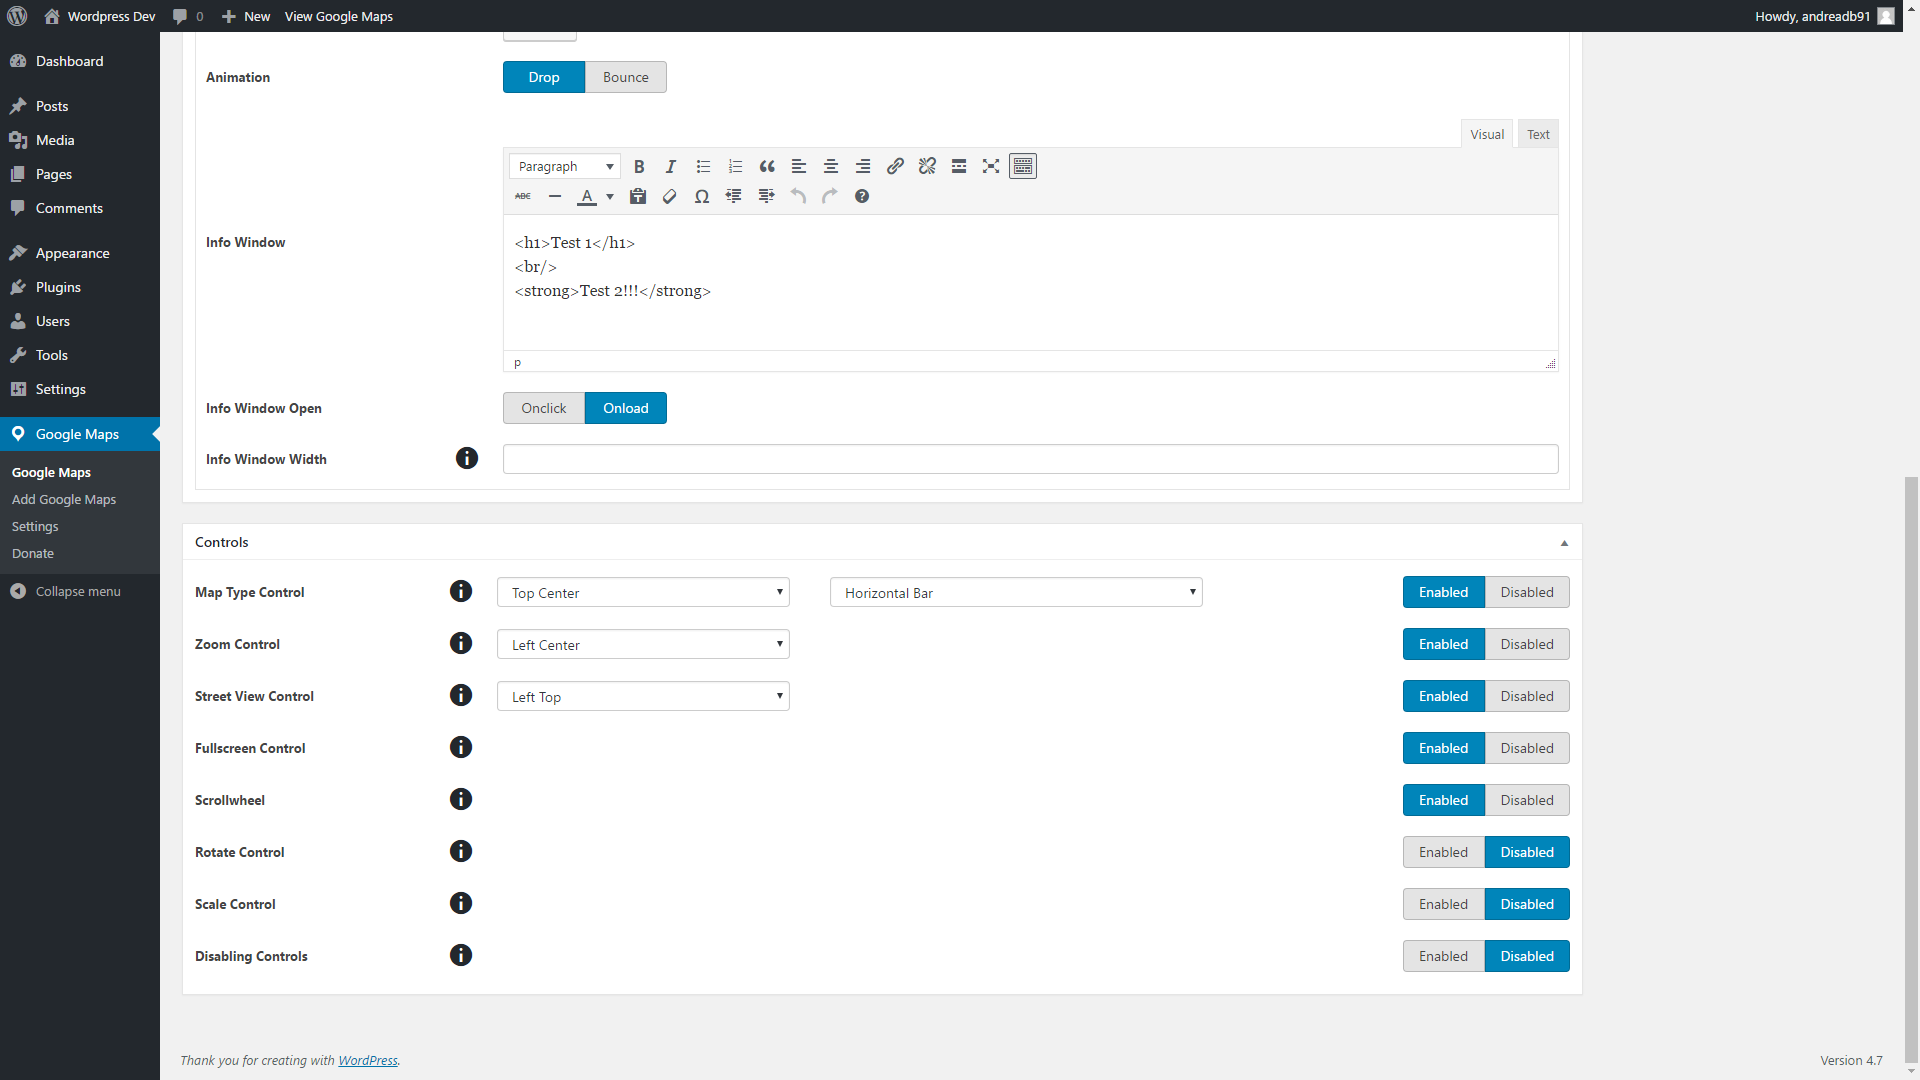 Wordpress Dev 0 New View Google Maps Howdy, andreadb91
Dashboard
Posts
Media
Pages
Comments
Appearance
Plugins
Users
Tools
Settings
Google Maps
Google Maps
Add Google Maps
Settings
Donate
Collapse menu
Animation Drop Bounce
Visual Text
Paragraph B I
ABC A Ω
Info Window
<h1>Test 1</h1>
<br/>
<strong>Test 2!!!</strong>
p
Info Window Open Onclick Onload
Info Window Width
Controls
Map Type Control Top Center Horizontal Bar Enabled Disabled
Zoom Control Left Center Enabled Disabled
Street View Control Left Top Enabled Disabled
Fullscreen Control Enabled Disabled
Scrollwheel Enabled Disabled
Rotate Control Enabled Disabled
Scale Control Enabled Disabled
Disabling Controls Enabled Disabled
Thank you for creating with WordPress. Version 4.7